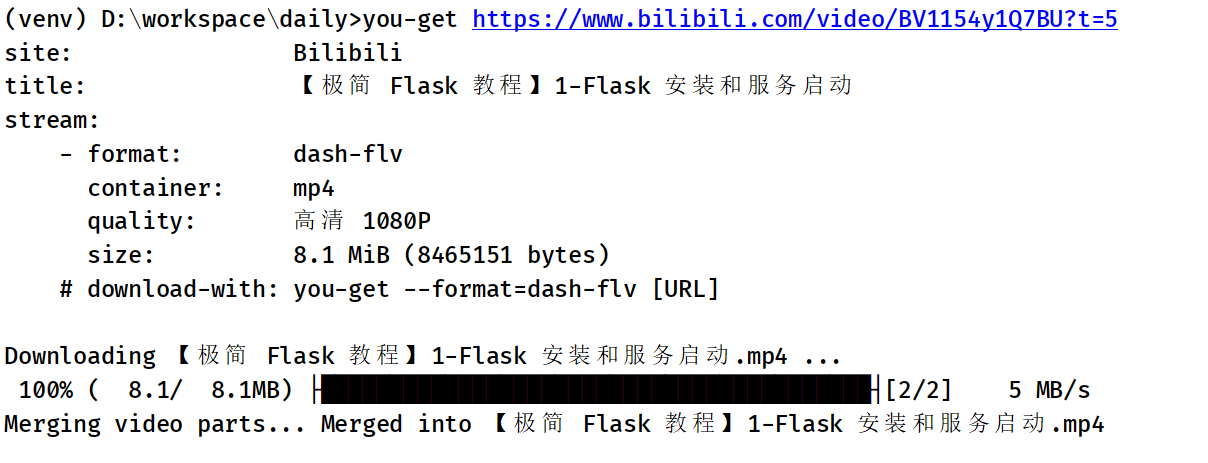 (venv) D:\workspace\daily>you-get https://www.bilibili.com/video/BV1154y1Q7BU?t=5
site:                Bilibili
title:               【极简 Flask 教程】1-Flask 安装和服务启动
stream:
    - format:        dash-flv
      container:     mp4
      quality:       高清 1080P
      size:          8.1 MiB (8465151 bytes)
    # download-with: you-get --format=dash-flv [URL]

Downloading 【极简 Flask 教程】1-Flask 安装和服务启动.mp4 ...
 100% (  8.1/  8.1MB) ├████████████████████████████████████████┤[2/2]    5 MB/s
Merging video parts... Merged into 【极简 Flask 教程】1-Flask 安装和服务启动.mp4